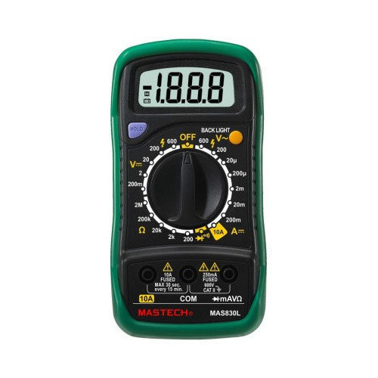 -1.8.8.8
HOLD
BACK LIGHT
OFF
600
600
V~
200
200
V⎓
20
20µ
2
200µ
200m
2m
2M
20m
200k
200m
Ω
20k
2k
200
10A
A⎓
10A
FUSED
MAX 30 sec.
every 15 min.
250mA
FUSED
600V
CAT II
10A
COM
mAVΩ
MASTECH®
MAS830L